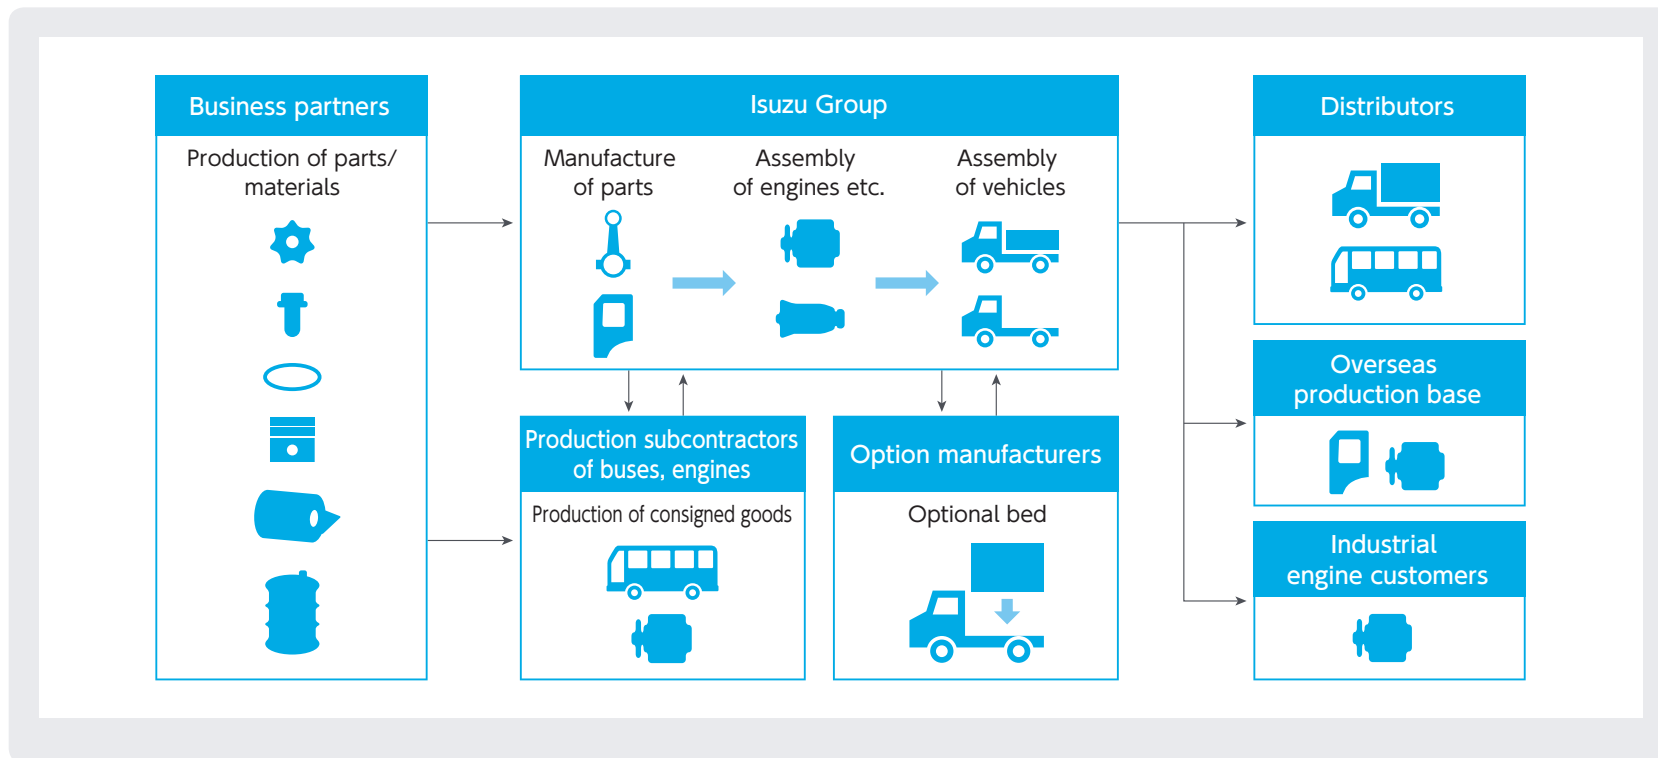 Business partners
Production of parts/
materials
Isuzu Group
Manufacture
of parts
Assembly
of engines etc.
Assembly
of vehicles
Production subcontractors
of buses, engines
Production of consigned goods
Option manufacturers
Optional bed
Distributors
Overseas
production base
Industrial
engine customers